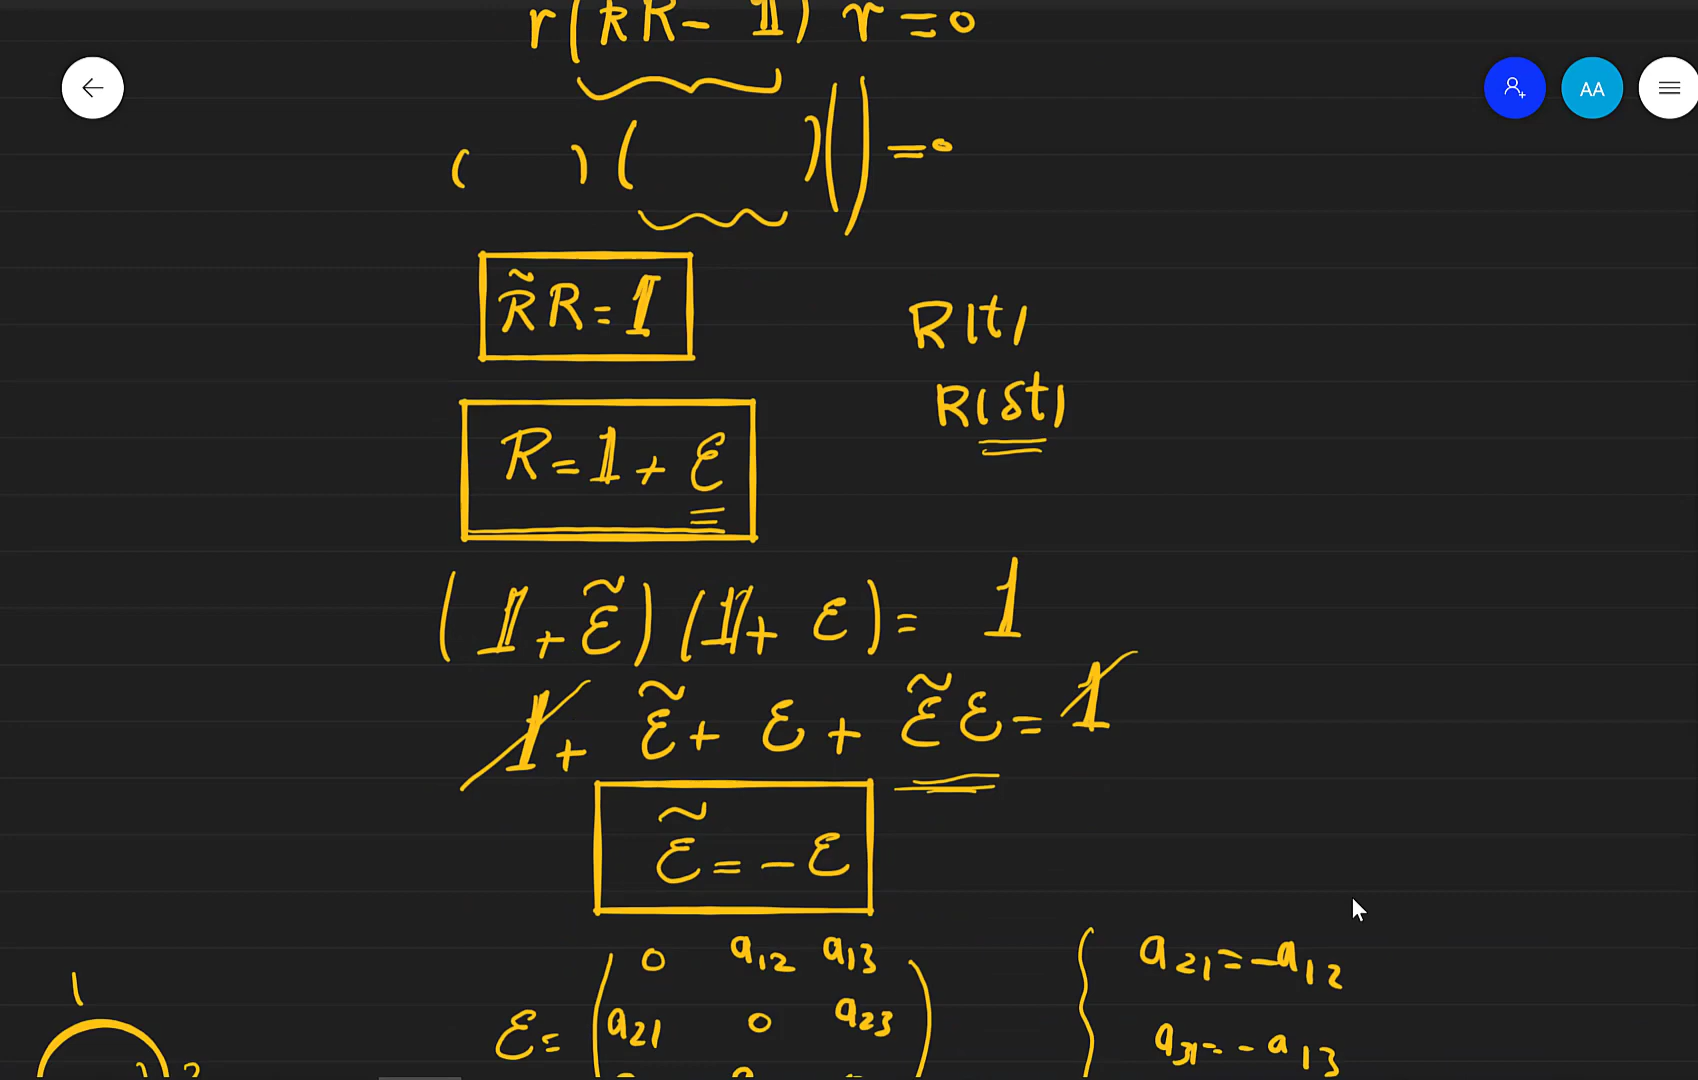 r(R̃R - 𝟙) r = 0
( ) ( )( ) = 0
R̃R = 𝟙
R(t)
R(δt)
R = 𝟙 + ε
(𝟙 + ε̃)(𝟙 + ε) = 𝟙
𝟙 + ε̃ + ε + ε̃ε = 𝟙
ε̃ = - ε
0 a12 a13
ε = a21 0 a23
a21 = -a12
a31 = -a13
1
AA